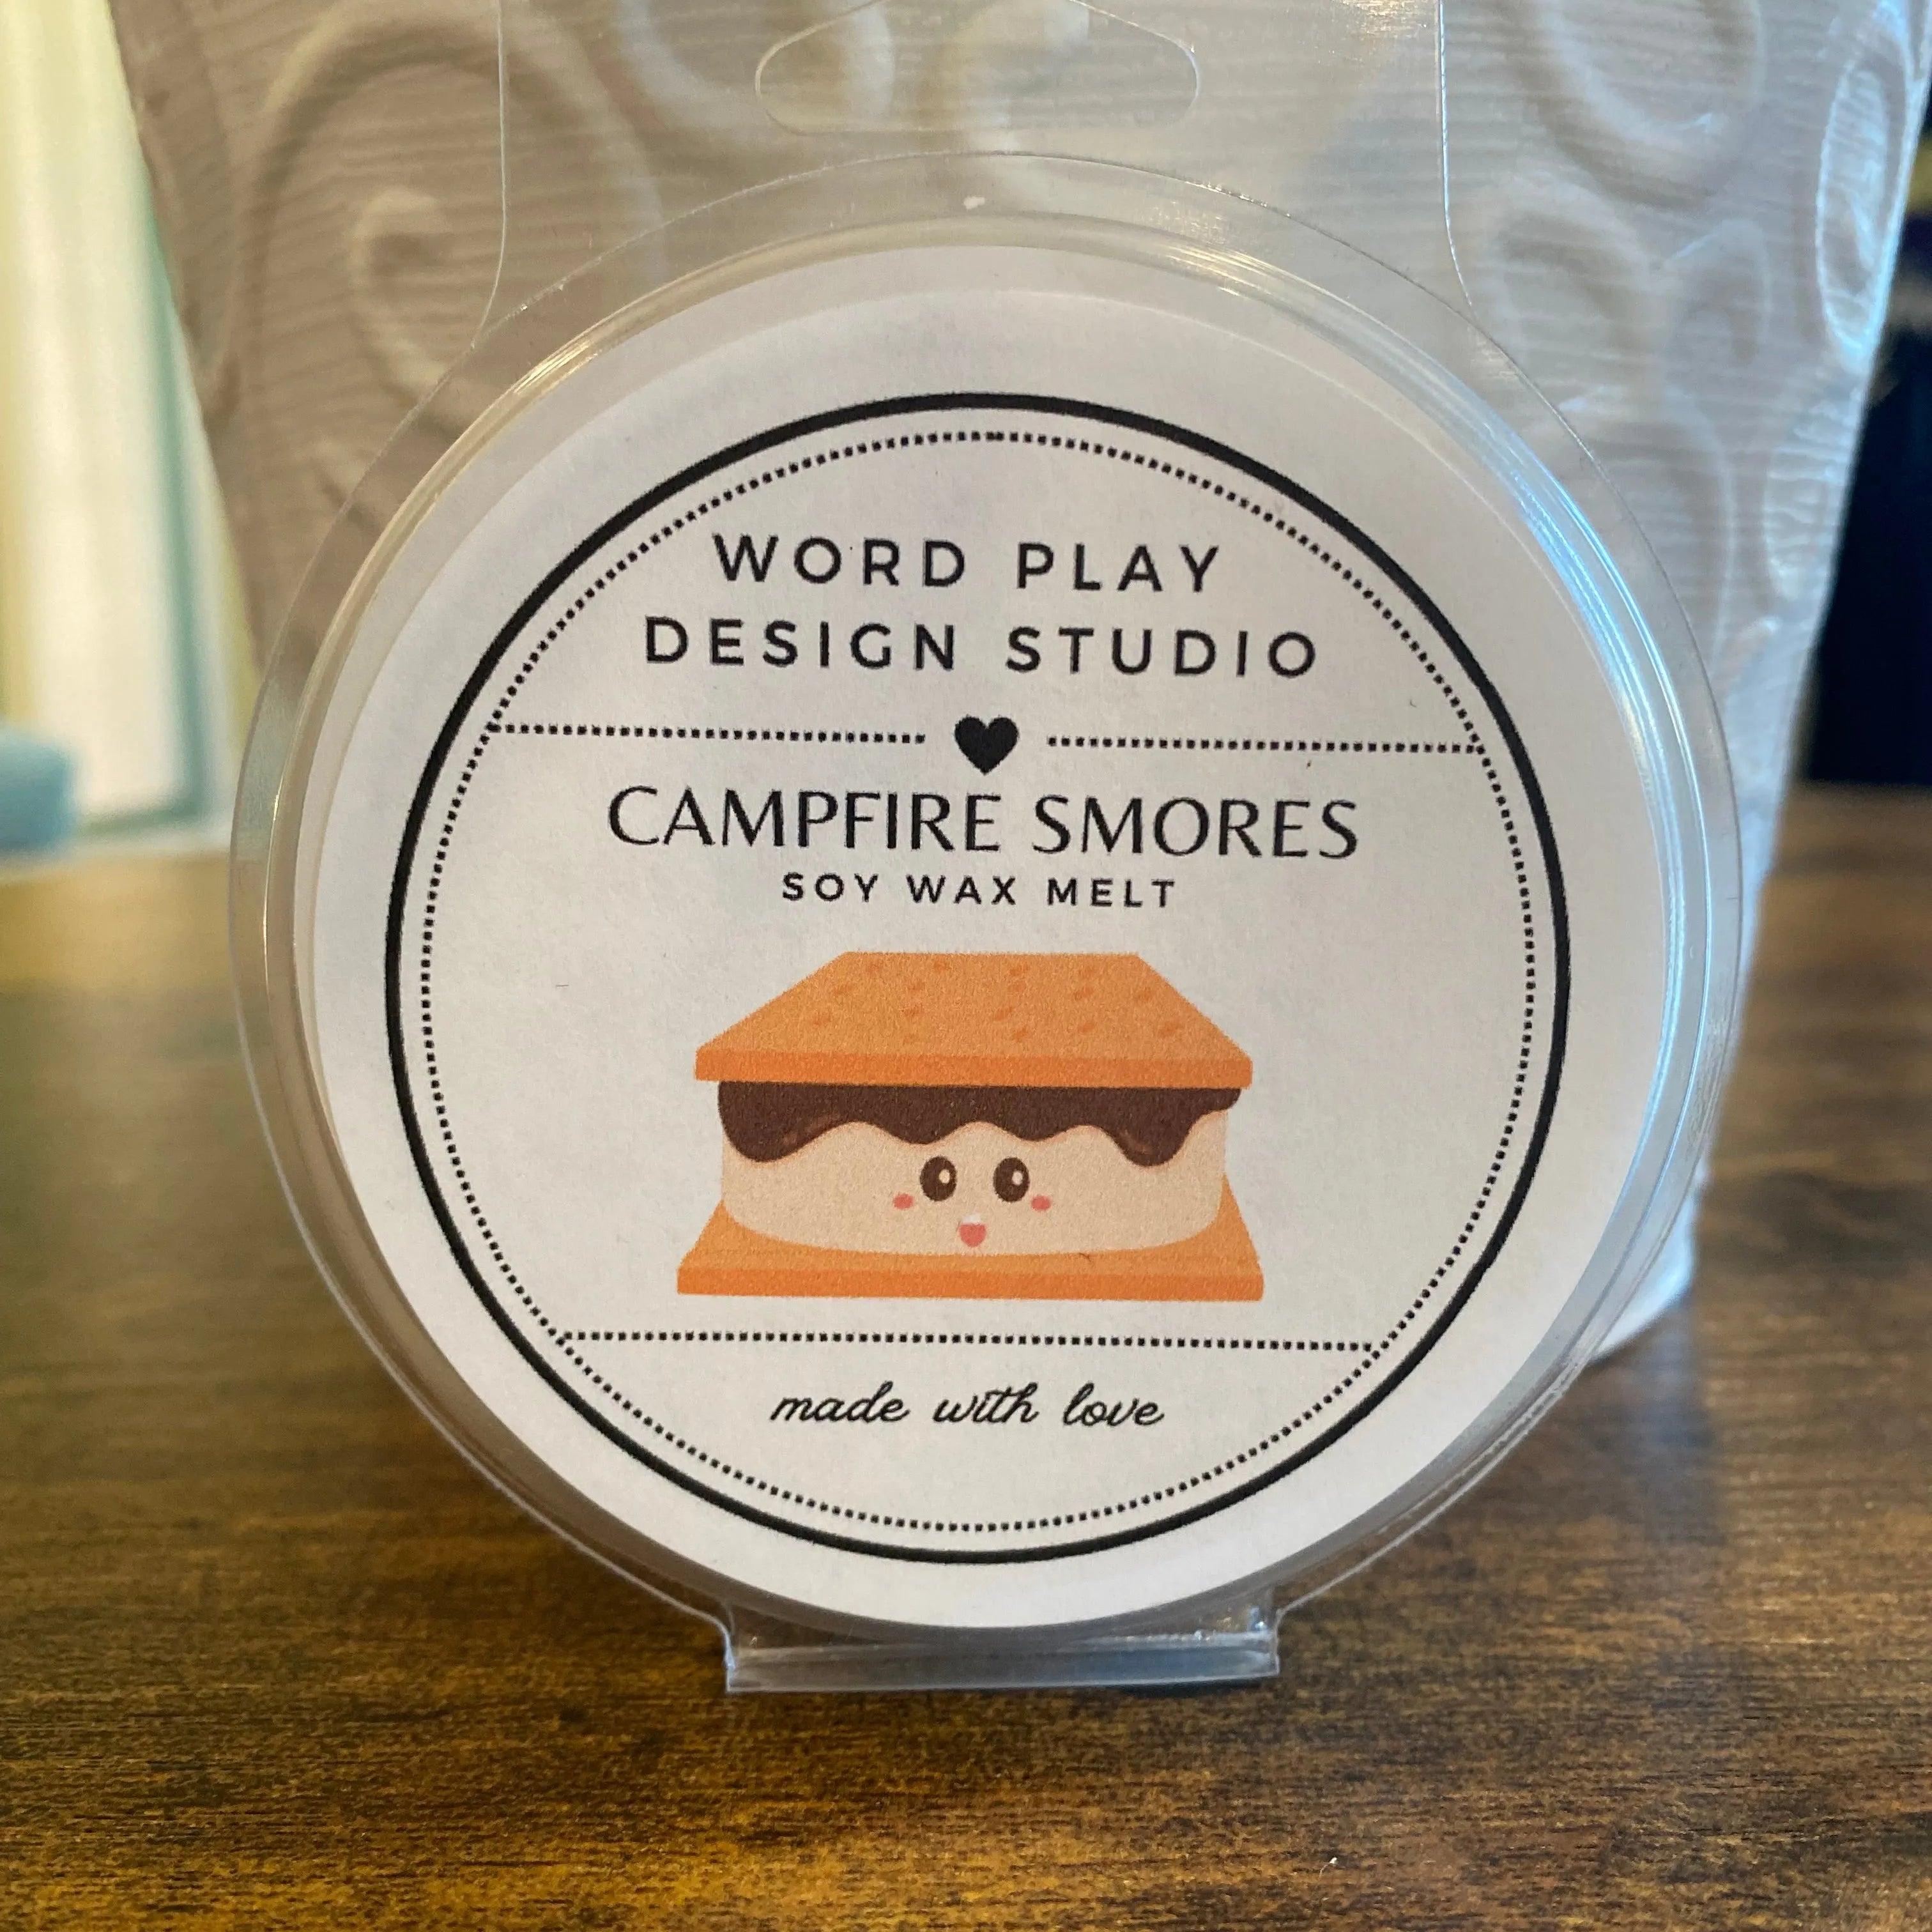 WORD PLAY
DESIGN STUDIO
CAMPFIRE SMORES
SOY WAX MELT
made with love